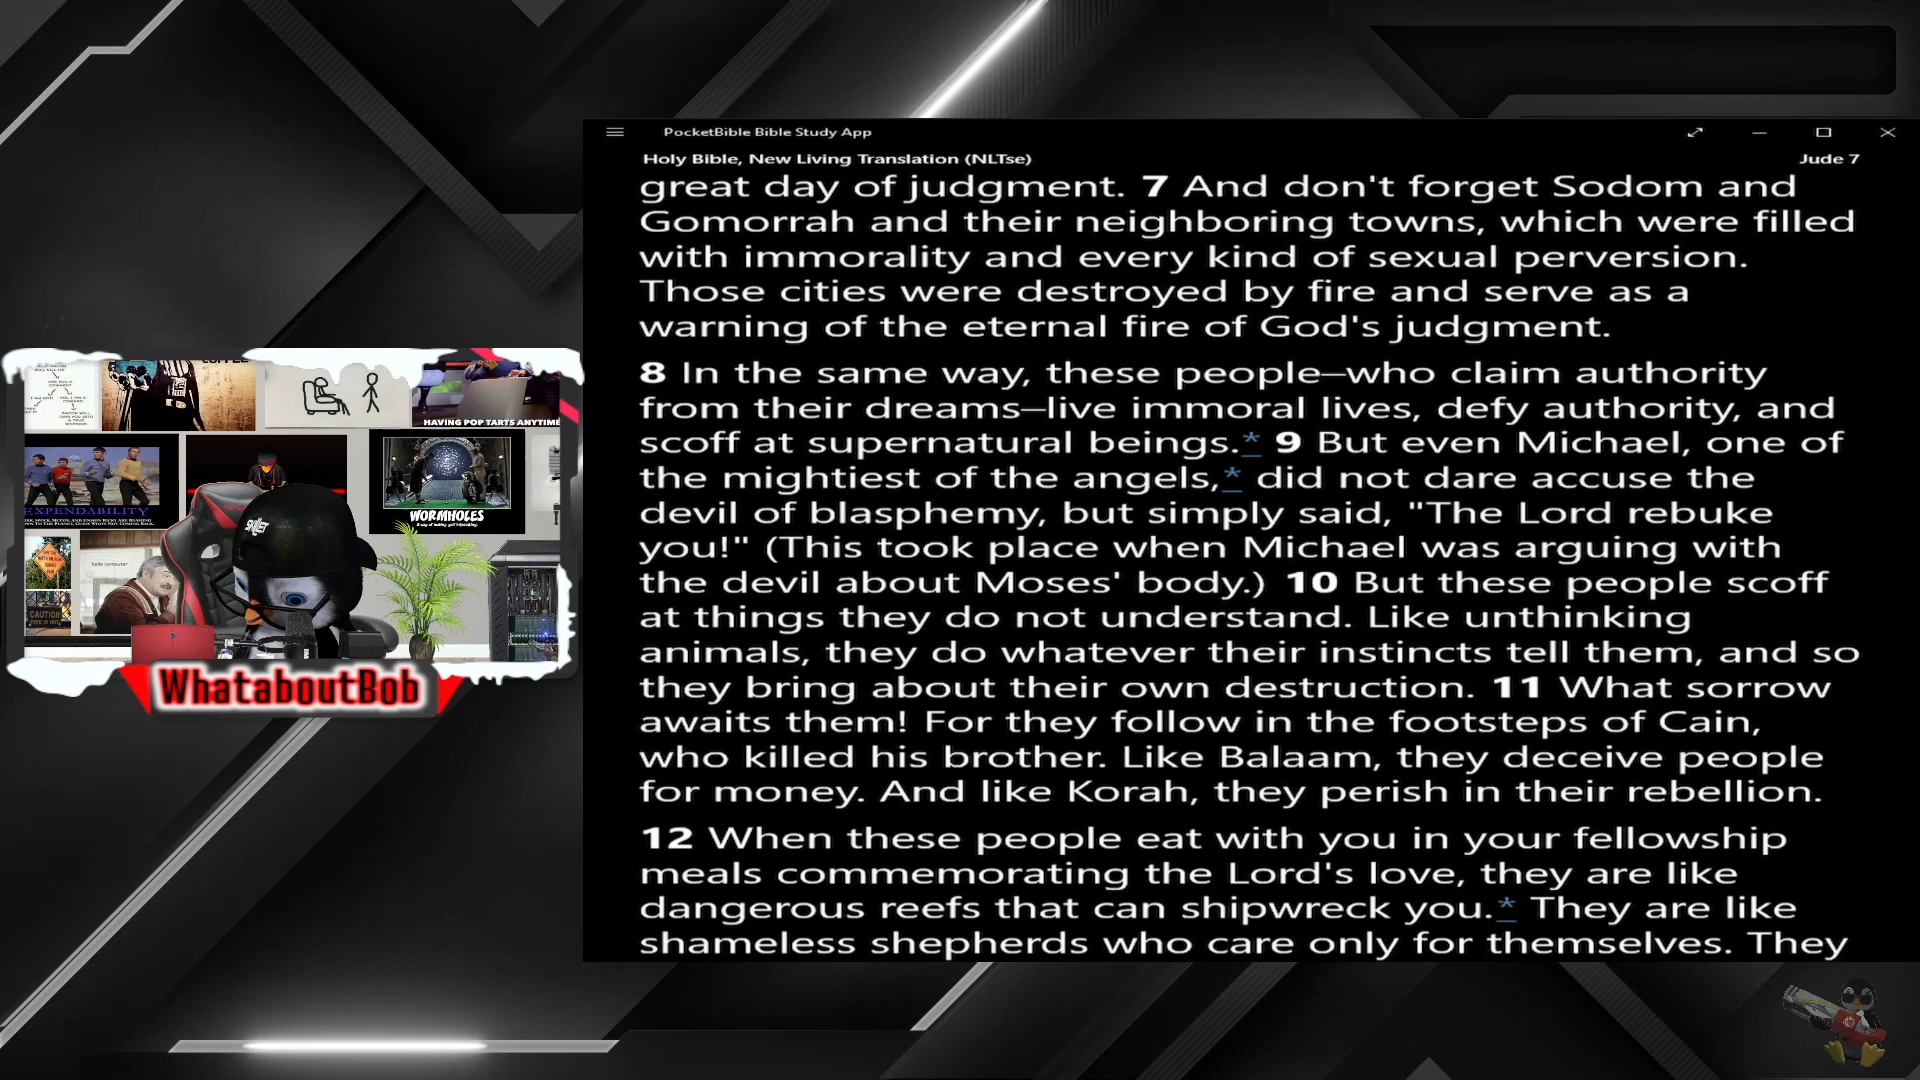 PocketBible Bible Study App
Holy Bible, New Living Translation (NLTse)
Jude 7
great day of judgment. 7 And don't forget Sodom and
Gomorrah and their neighboring towns, which were filled
with immorality and every kind of sexual perversion.
Those cities were destroyed by fire and serve as a
warning of the eternal fire of God's judgment.
8 In the same way, these people—who claim authority
from their dreams—live immoral lives, defy authority, and
scoff at supernatural beings.* 9 But even Michael, one of
the mightiest of the angels,* did not dare accuse the
devil of blasphemy, but simply said, "The Lord rebuke
you!" (This took place when Michael was arguing with
the devil about Moses' body.) 10 But these people scoff
at things they do not understand. Like unthinking
animals, they do whatever their instincts tell them, and so
they bring about their own destruction. 11 What sorrow
awaits them! For they follow in the footsteps of Cain,
who killed his brother. Like Balaam, they deceive people
for money. And like Korah, they perish in their rebellion.
12 When these people eat with you in your fellowship
meals commemorating the Lord's love, they are like
dangerous reefs that can shipwreck you.* They are like
shameless shepherds who care only for themselves. They
HAVING POP TARTS ANYTIME
EXPENDABILITY
WORMHOLES
hello computer
CAUTION
WhataboutBob